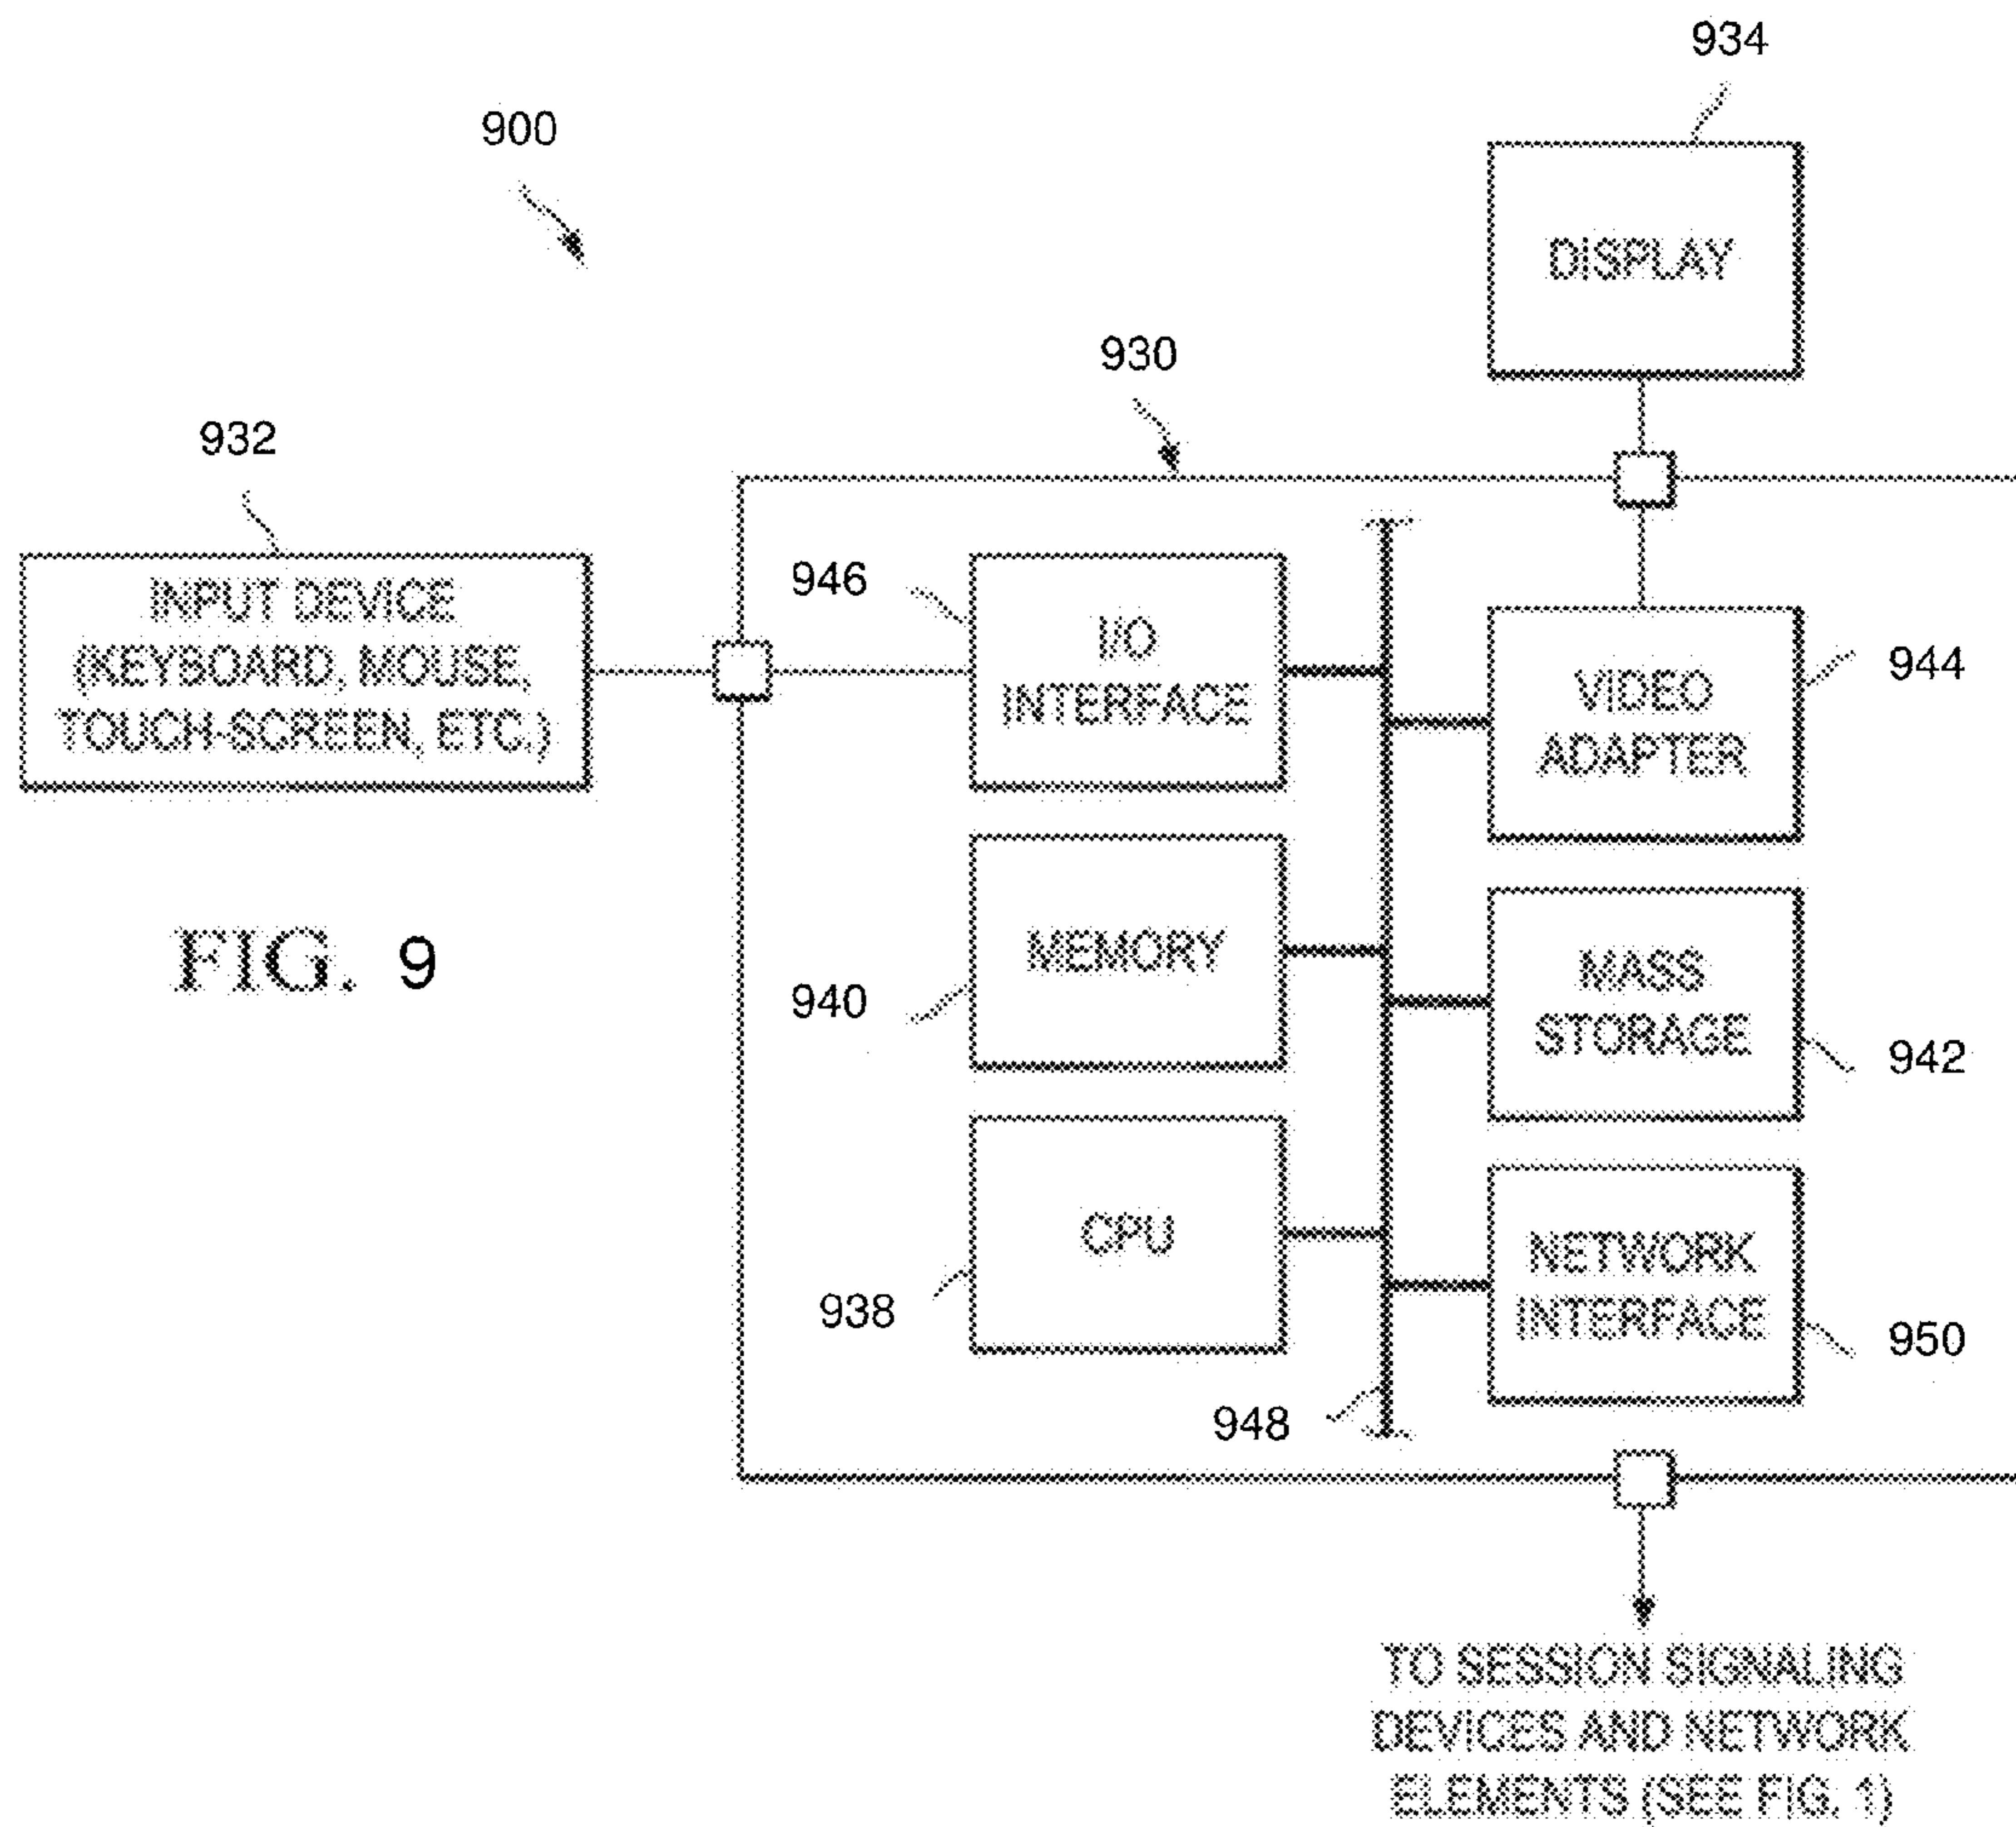 934
900
DISPLAY
930
932
INPUT DEVICE
(KEYBOARD, MOUSE,
TOUCH-SCREEN, ETC.)
946
I/O
INTERFACE
VIDEO
ADAPTER
944
FIG. 9
MEMORY
940
MASS
STORAGE
942
CPU
938
NETWORK
INTERFACE
950
948
TO SESSION SIGNALING
DEVICES AND NETWORK
ELEMENTS (SEE FIG. 1)